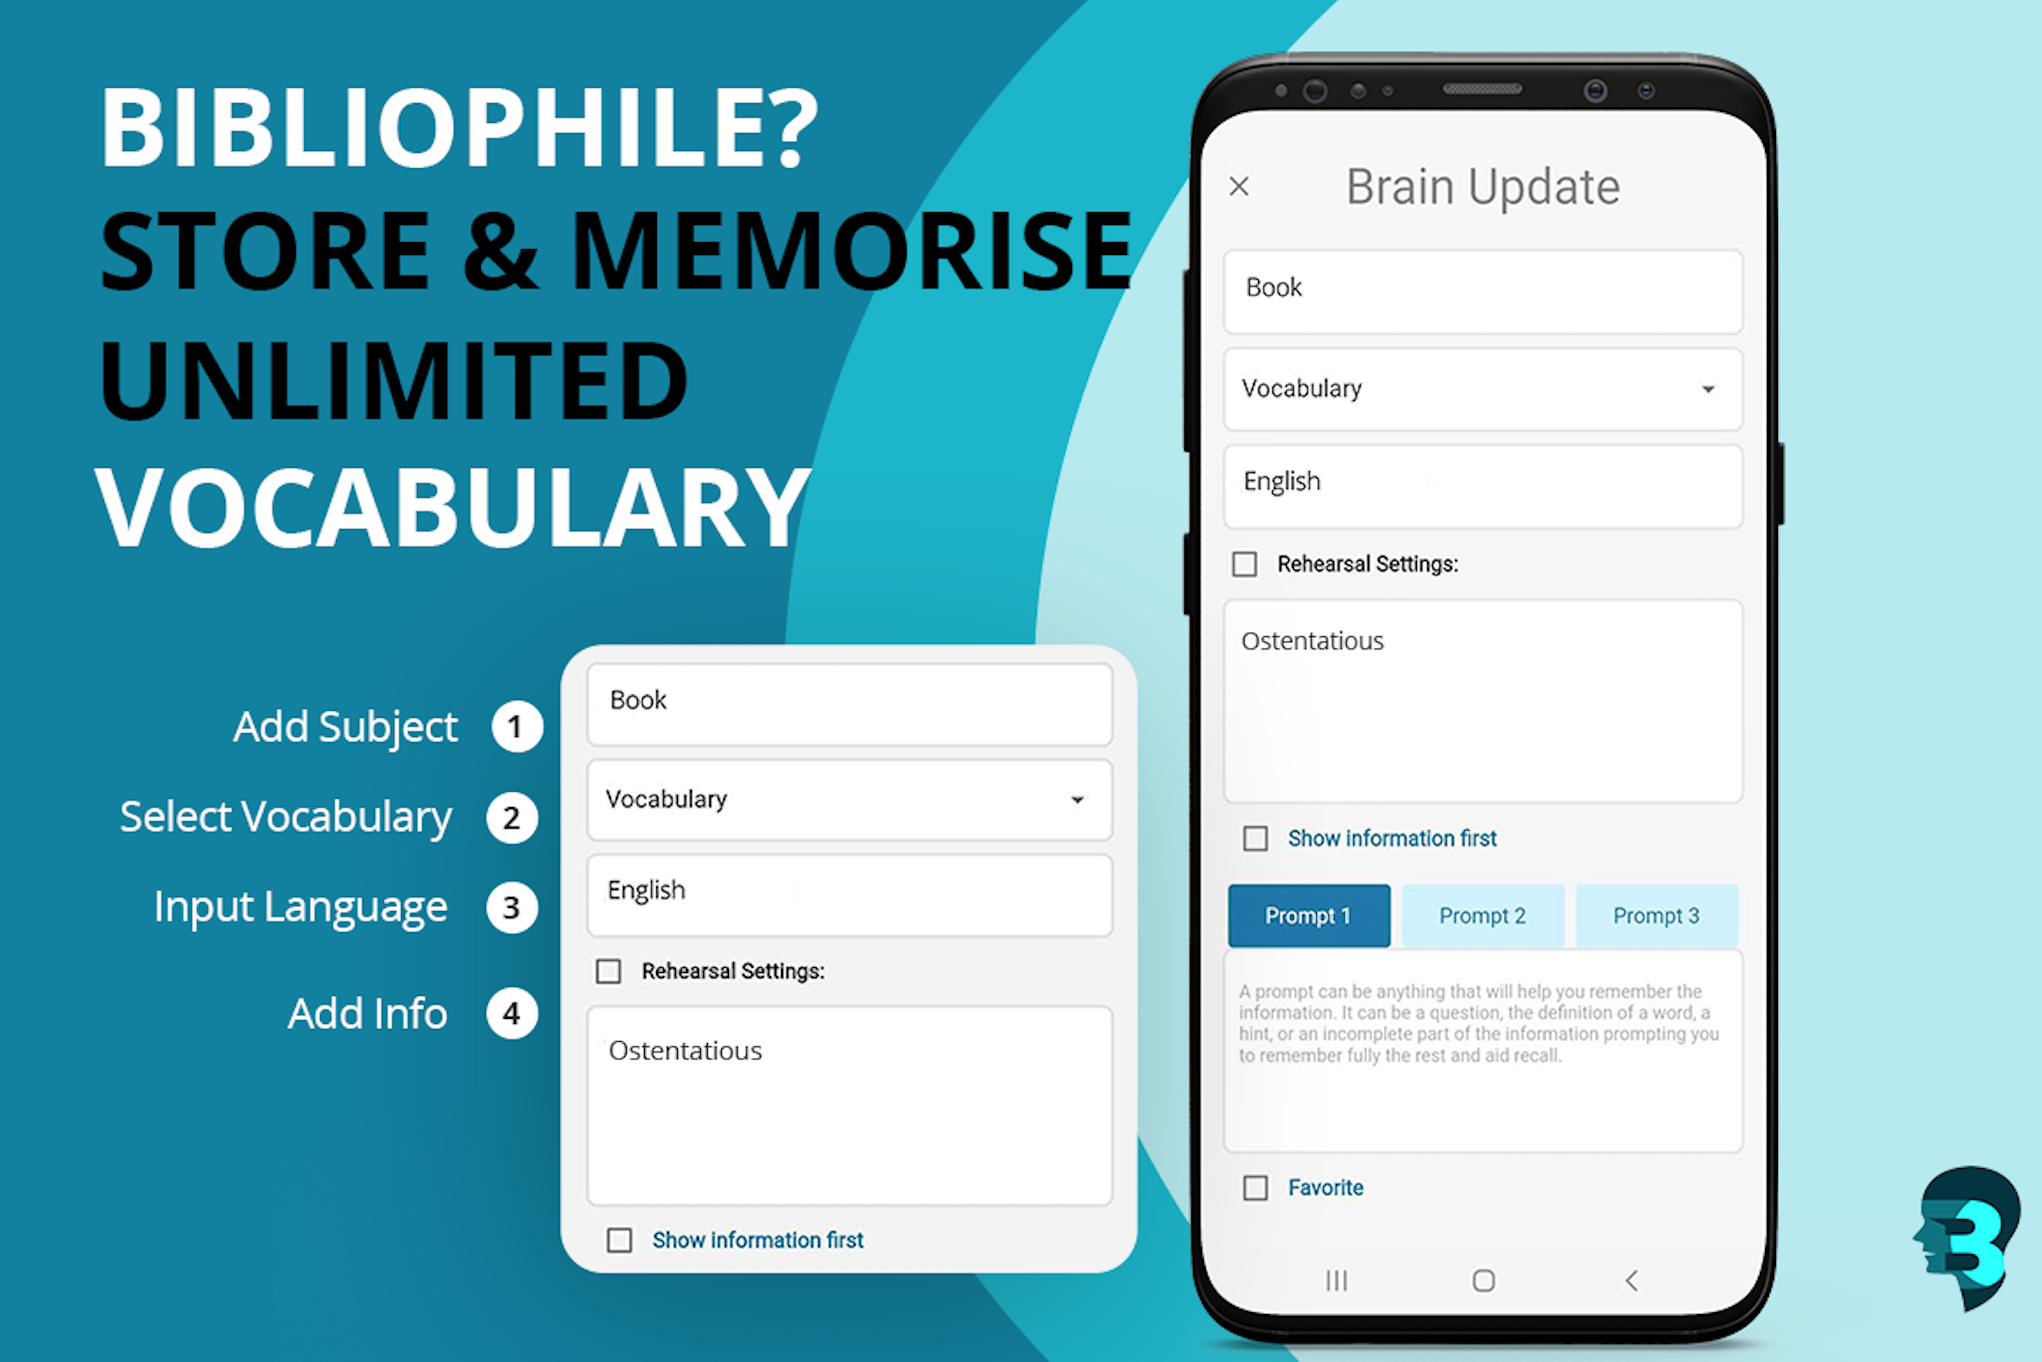 BIBLIOPHILE?
STORE & MEMORISE
UNLIMITED
VOCABULARY
Add Subject 1
Select Vocabulary 2
Input Language 3
Add Info 4
Book
Vocabulary
English
Rehearsal Settings:
Ostentatious
Show information first
Brain Update
Book
Vocabulary
English
Rehearsal Settings:
Ostentatious
Show information first
Prompt 1 Prompt 2 Prompt 3
A prompt can be anything that will help you remember the
information. It can be a question, the definition of a word, a
hint, or an incomplete part of the information prompting you
to remember fully the rest and aid recall.
Favorite
3